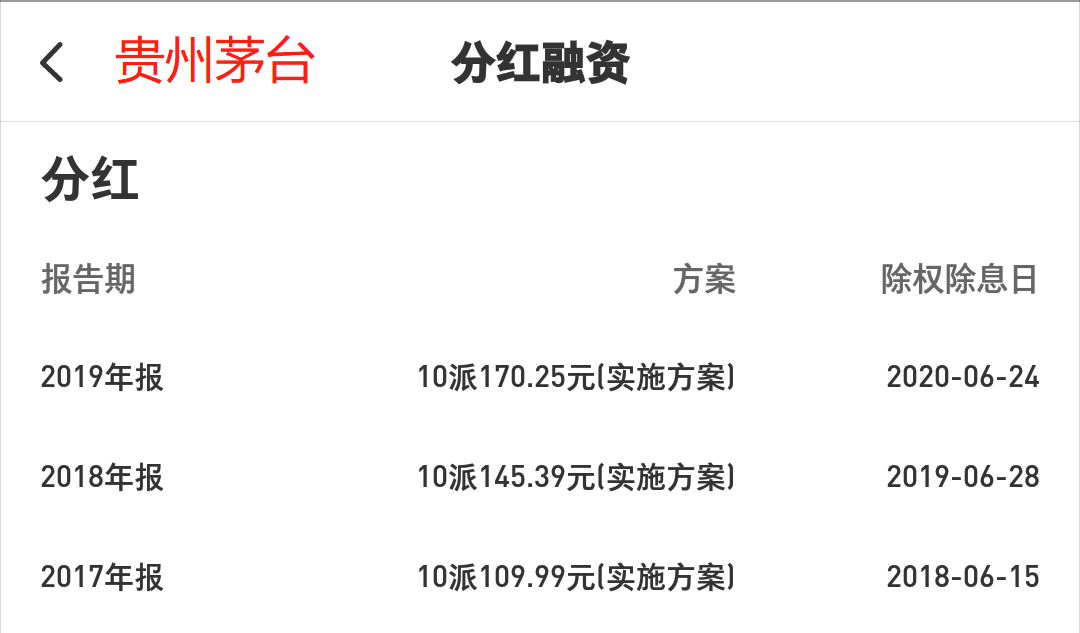 贵州茅台 分红融资
分红
报告期 方案 除权除息日
2019年报 10派170.25元(实施方案) 2020-06-24
2018年报 10派145.39元(实施方案) 2019-06-28
2017年报 10派109.99元(实施方案) 2018-06-15